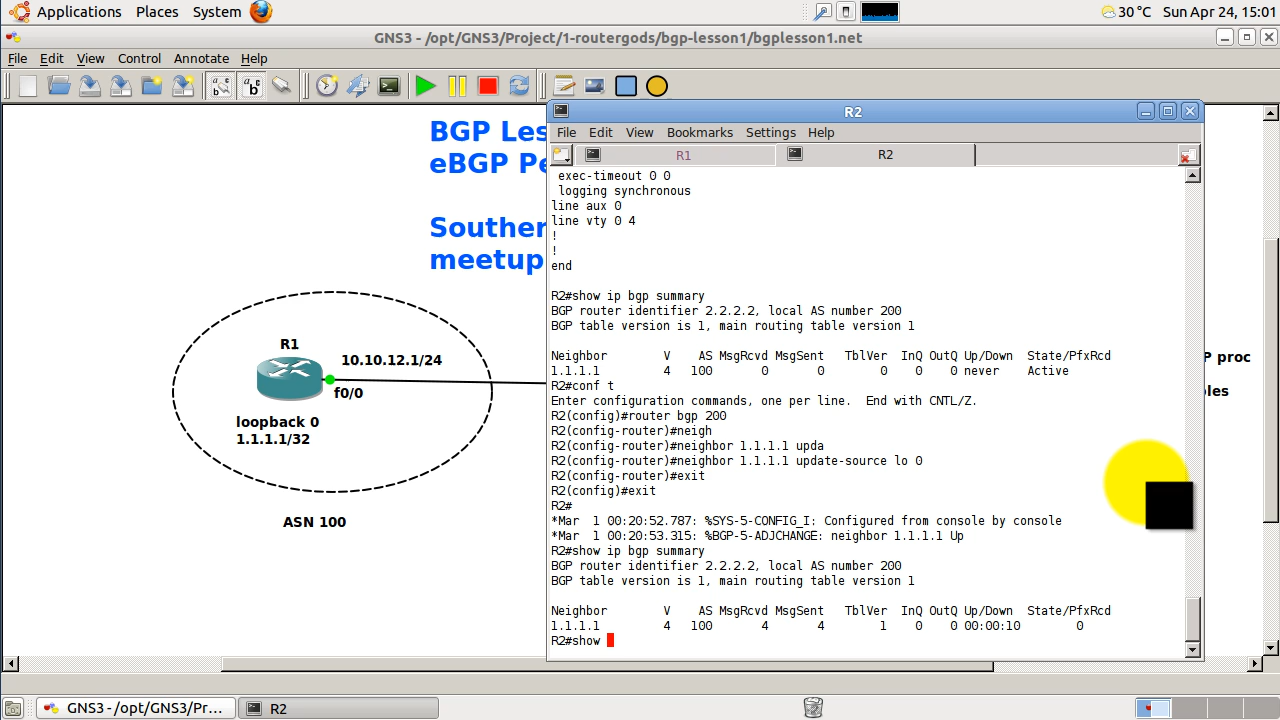 Applications Places System
30 °C Sun Apr 24, 15:01
GNS3 - /opt/GNS3/Project/1-routergods/bgp-lesson1/bgplesson1.net
File Edit View Control Annotate Help
BGP Les
eBGP Pe
Souther
meetup
R1
10.10.12.1/24
f0/0
loopback 0
1.1.1.1/32
ASN 100
P proc
les
R2
File Edit View Bookmarks Settings Help
R1 R2
exec-timeout 0 0
logging synchronous
line aux 0
line vty 0 4
!
!
end
R2#show ip bgp summary
BGP router identifier 2.2.2.2, local AS number 200
BGP table version is 1, main routing table version 1
Neighbor V AS MsgRcvd MsgSent TblVer InQ OutQ Up/Down State/PfxRcd
1.1.1.1 4 100 0 0 0 0 0 never Active
R2#conf t
Enter configuration commands, one per line. End with CNTL/Z.
R2(config)#router bgp 200
R2(config-router)#neigh
R2(config-router)#neighbor 1.1.1.1 upda
R2(config-router)#neighbor 1.1.1.1 update-source lo 0
R2(config-router)#exit
R2(config)#exit
R2#
*Mar 1 00:20:52.787: %SYS-5-CONFIG_I: Configured from console by console
*Mar 1 00:20:53.315: %BGP-5-ADJCHANGE: neighbor 1.1.1.1 Up
R2#show ip bgp summary
BGP router identifier 2.2.2.2, local AS number 200
BGP table version is 1, main routing table version 1
Neighbor V AS MsgRcvd MsgSent TblVer InQ OutQ Up/Down State/PfxRcd
1.1.1.1 4 100 4 4 1 0 0 00:00:10 0
R2#show
GNS3 - /opt/GNS3/Pr... R2